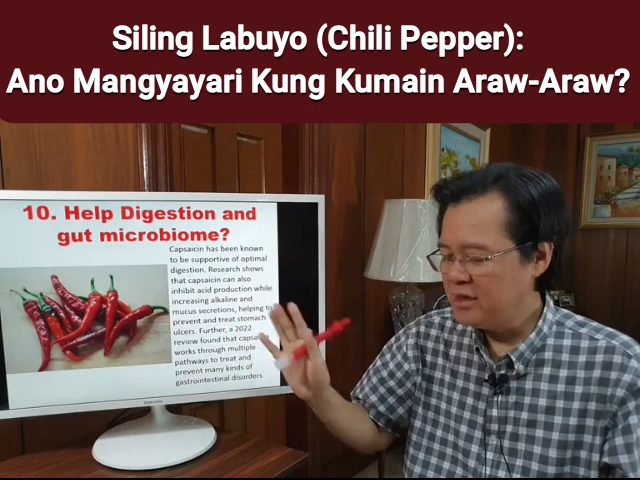 Siling Labuyo (Chili Pepper):
Ano Mangyayari Kung Kumain Araw-Araw?
10. Help Digestion and
gut microbiome?
Capsaicin has been known
to be supportive of optimal
digestion. Research shows
that capsaicin can also
inhibit acid production while
increasing alkaline and
mucus secretions, helping to
prevent and treat stomach
ulcers. Further, a 2022
review found that
works through multiple
pathways to treat and
prevent many kinds of
gastrointestinal disorders
SAMSUNG